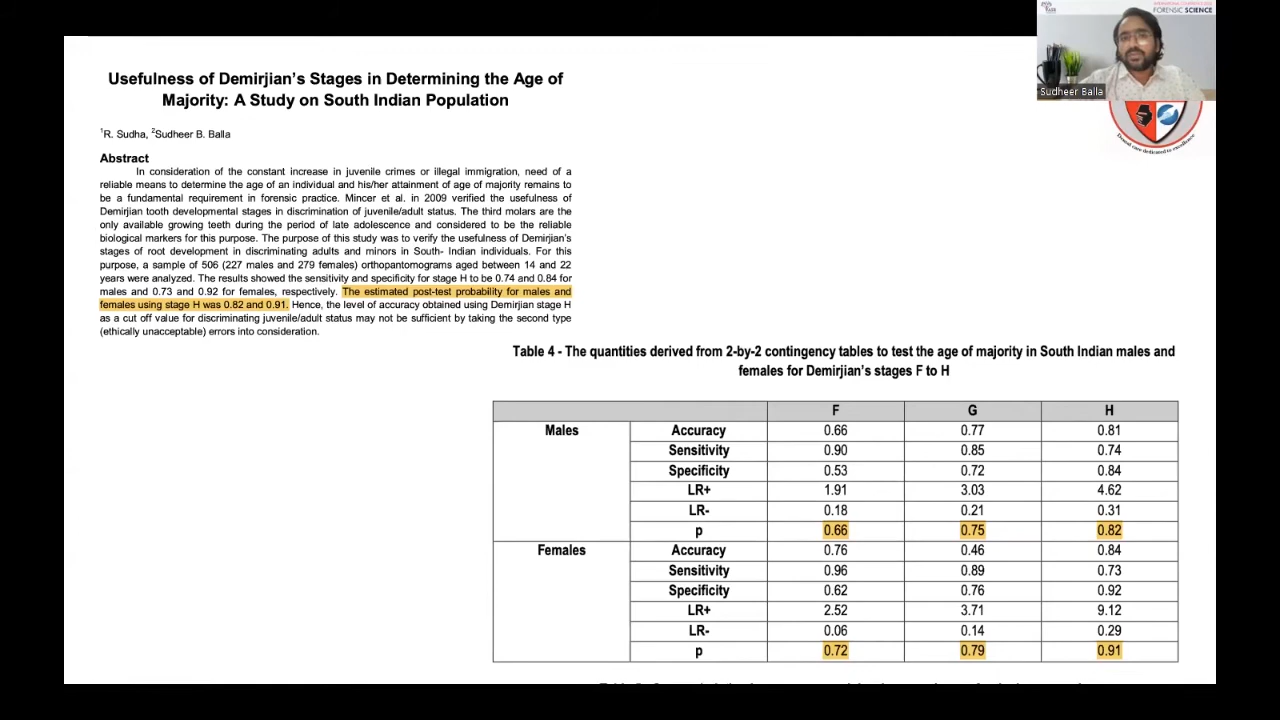 FORENSIC SCIENCE
Sudheer Balla
Usefulness of Demirjian's Stages in Determining the Age of
Majority: A Study on South Indian Population
1R. Sudha, 2Sudheer B. Balla
Abstract
In consideration of the constant increase in juvenile crimes or illegal immigration, need of a
reliable means to determine the age of an individual and his/her attainment of age of majority remains to
be a fundamental requirement in forensic practice. Mincer et al. in 2009 verified the usefulness of
Demirjian tooth developmental stages in discrimination of juvenile/adult status. The third molars are the
only available growing teeth during the period of late adolescence and considered to be the reliable
biological markers for this purpose. The purpose of this study was to verify the usefulness of Demirjian's
stages of root development in discriminating adults and minors in South- Indian individuals. For this
purpose, a sample of 506 (227 males and 279 females) orthopantomograms aged between 14 and 22
years were analyzed. The results showed the sensitivity and specificity for stage H to be 0.74 and 0.84 for
males and 0.73 and 0.92 for females, respectively. The estimated post-test probability for males and
females using stage H was 0.82 and 0.91. Hence, the level of accuracy obtained using Demirjian stage H
as a cut off value for discriminating juvenile/adult status may not be sufficient by taking the second type
(ethically unacceptable) errors into consideration.
Dental care dedicated to excellence
Table 4 - The quantities derived from 2-by-2 contingency tables to test the age of majority in South Indian males and
females for Demirjian's stages F to H
F G H
Males Accuracy 0.66 0.77 0.81
Sensitivity 0.90 0.85 0.74
Specificity 0.53 0.72 0.84
LR+ 1.91 3.03 4.62
LR- 0.18 0.21 0.31
p 0.66 0.75 0.82
Females Accuracy 0.76 0.46 0.84
Sensitivity 0.96 0.89 0.73
Specificity 0.62 0.76 0.92
LR+ 2.52 3.71 9.12
LR- 0.06 0.14 0.29
p 0.72 0.79 0.91